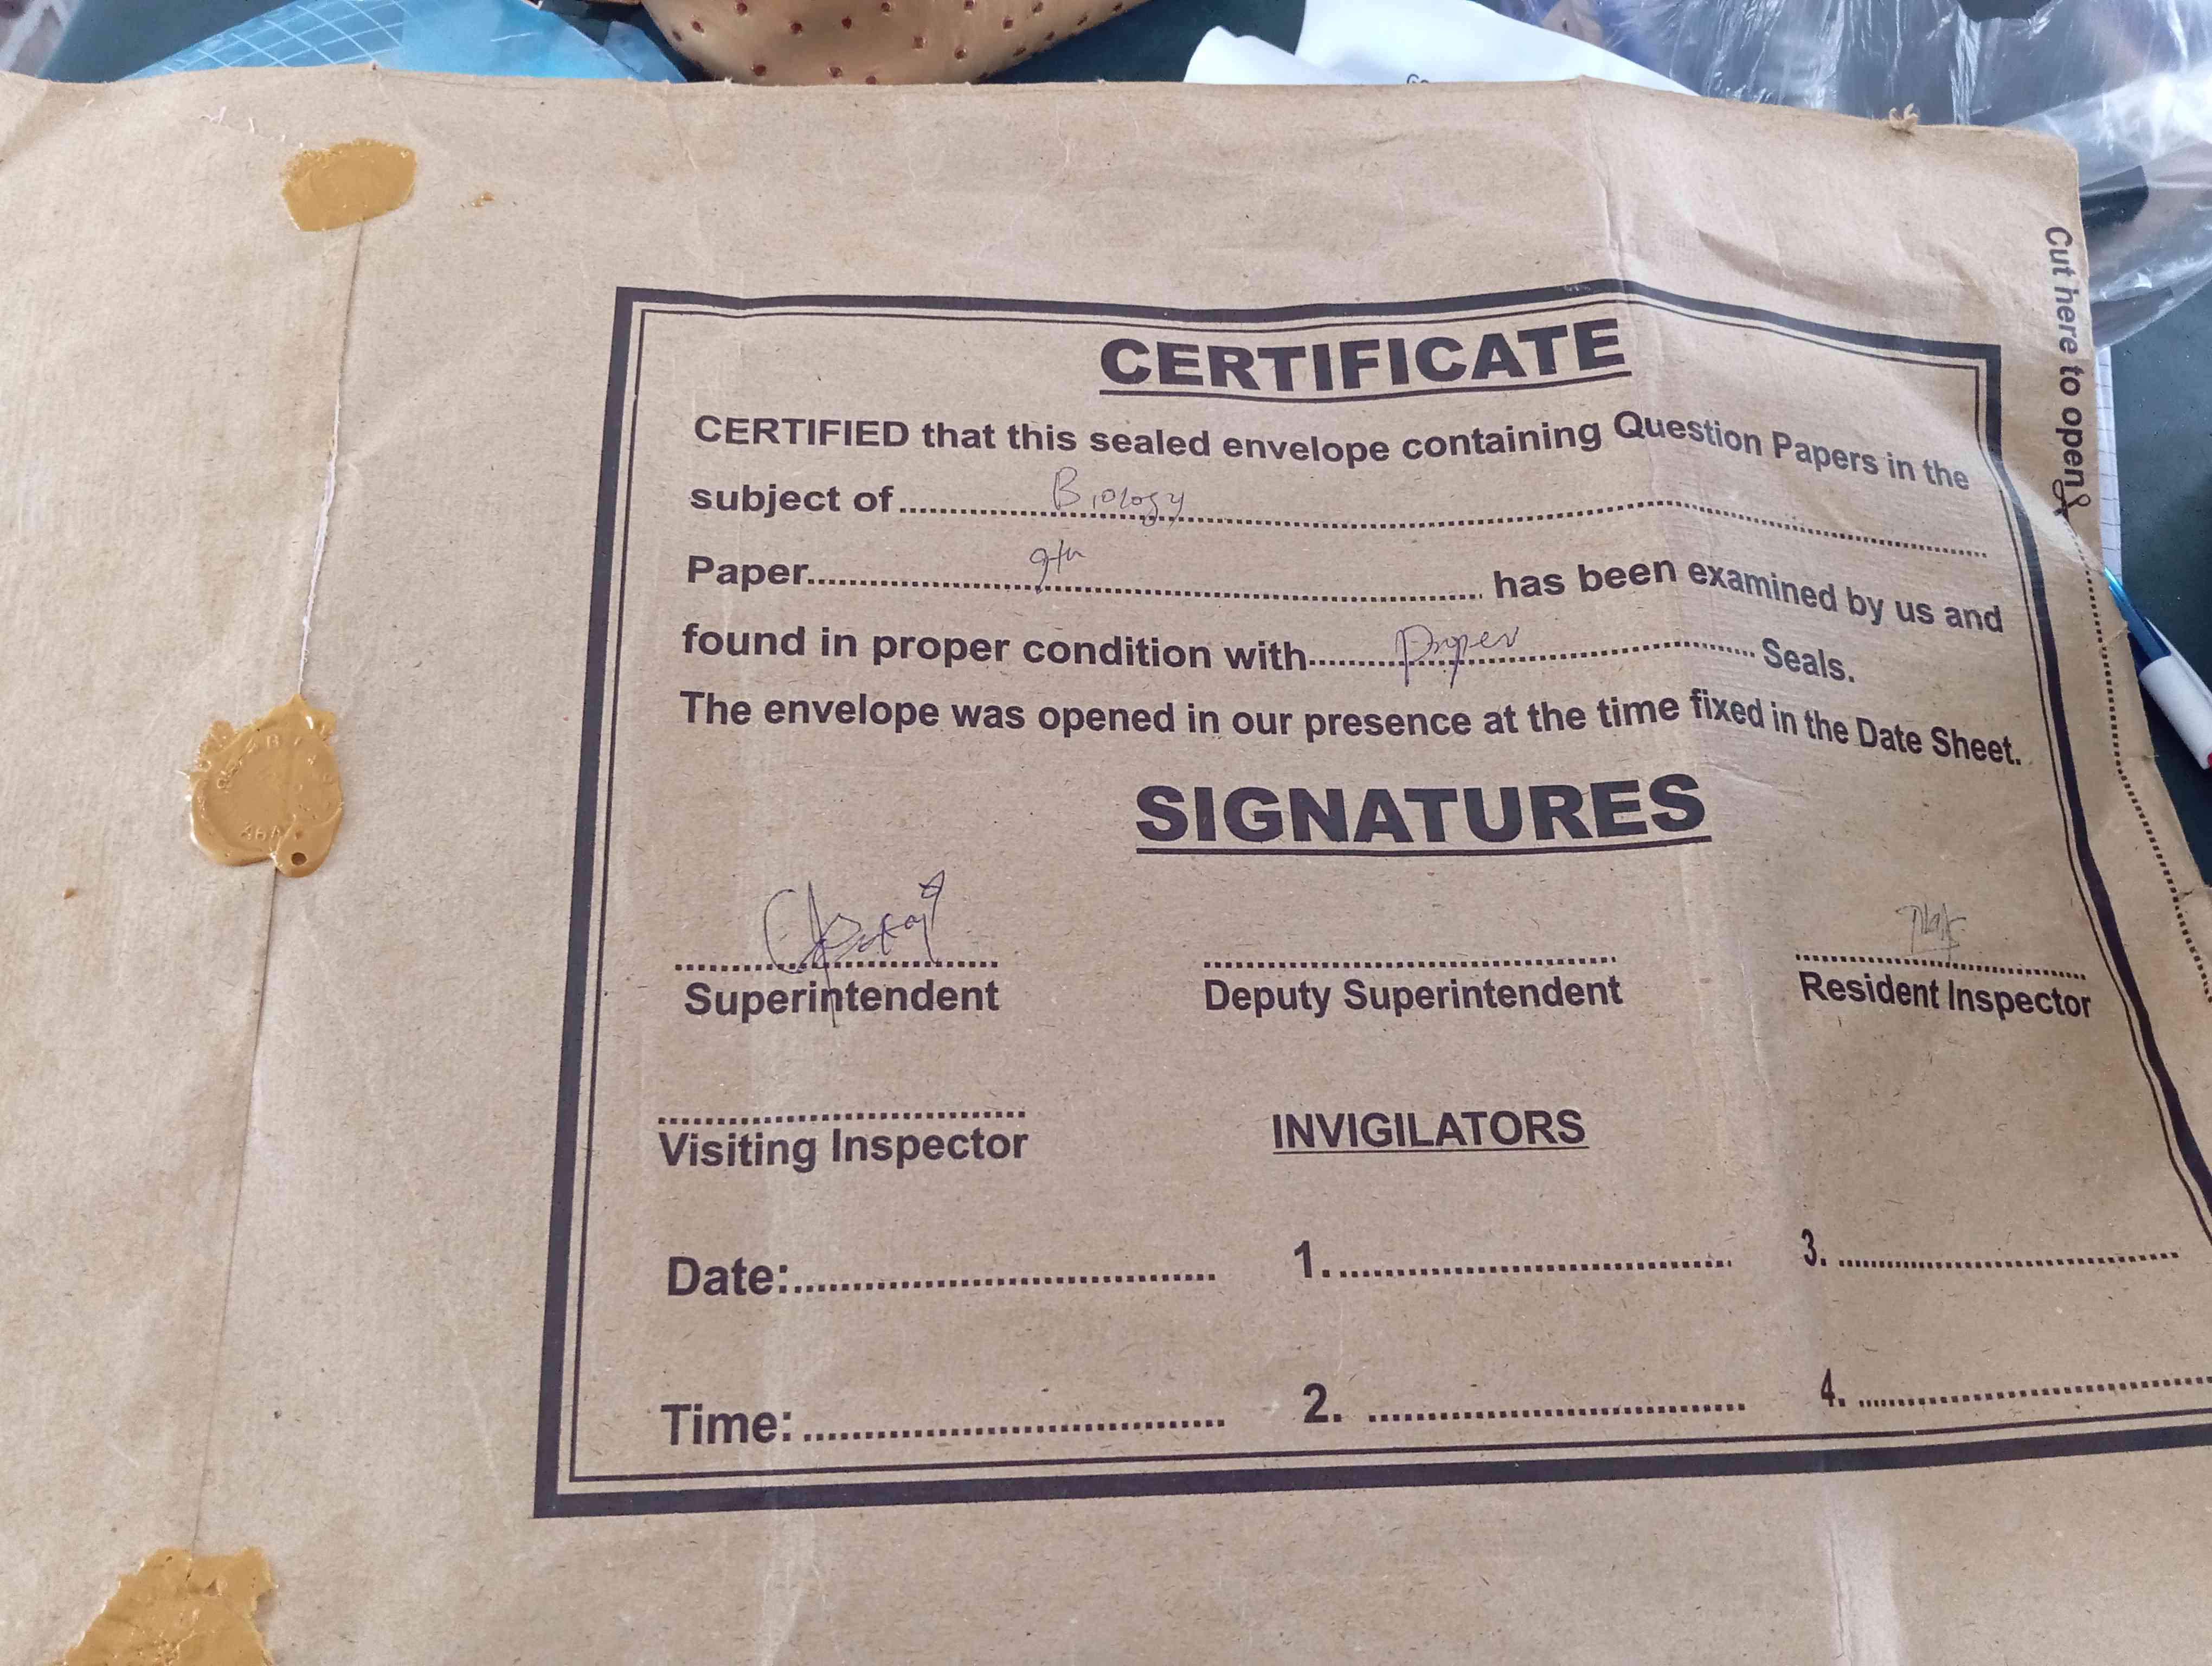 CERTIFICATE
CERTIFIED that this sealed envelope containing Question Papers in the
subject of Biology
Paper 9th has been examined by us and
found in proper condition with proper Seals.
The envelope was opened in our presence at the time fixed in the Date Sheet.
SIGNATURES
Superintendent Deputy Superintendent Resident Inspector
Visiting Inspector INVIGILATORS
Date: 1. 3.
Time: 2. 4.
Cut here to open